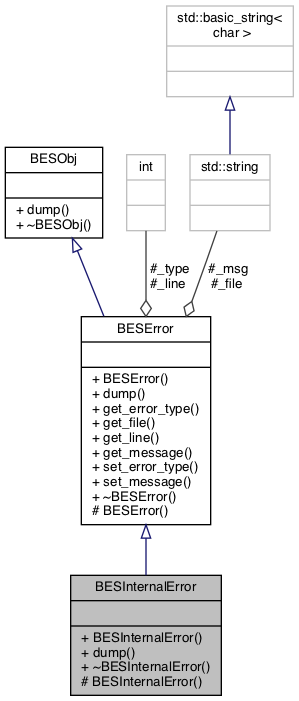 std::basic_string<
char >
BESObj
+ dump()
+ ~BESObj()
int
std::string
#_type
#_line
#_msg
#_file
BESError
+ BESError()
+ dump()
+ get_error_type()
+ get_file()
+ get_line()
+ get_message()
+ set_error_type()
+ set_message()
+ ~BESError()
# BESError()
BESInternalError
+ BESInternalError()
+ dump()
+ ~BESInternalError()
# BESInternalError()